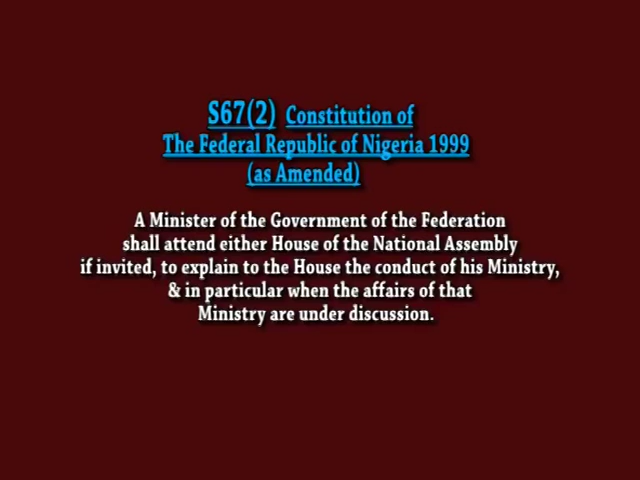 S67(2) Constitution of
The Federal Republic of Nigeria 1999
(as Amended)
A Minister of the Government of the Federation
shall attend either House of the National Assembly
if invited, to explain to the House the conduct of his Ministry,
& in particular when the affairs of that
Ministry are under discussion.